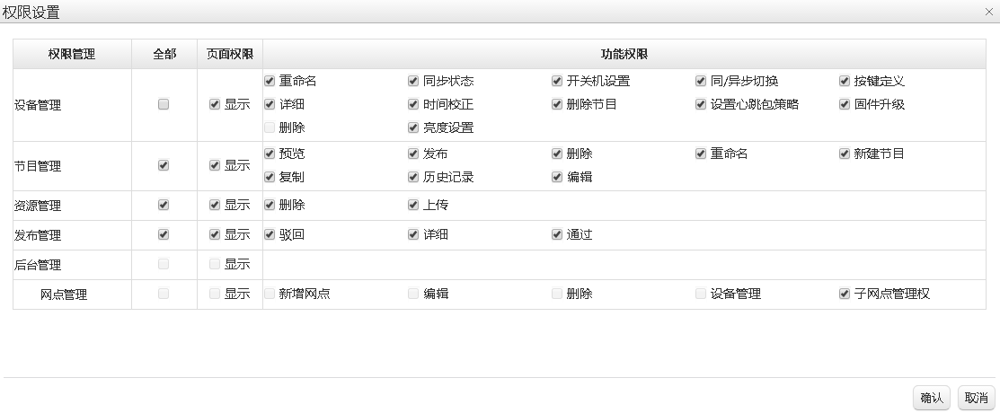 权限设置
权限管理 全部 页面权限 功能权限
设备管理 显示 重命名 同步状态 开关机设置 同/异步切换 按键定义
详细 时间校正 删除节目 设置心跳包策略 固件升级
删除 亮度设置
节目管理 显示 预览 发布 删除 重命名 新建节目
复制 历史记录 编辑
资源管理 显示 删除 上传
发布管理 显示 驳回 详细 通过
后台管理 显示
网点管理 显示 新增网点 编辑 删除 设备管理 子网点管理权
确认 取消